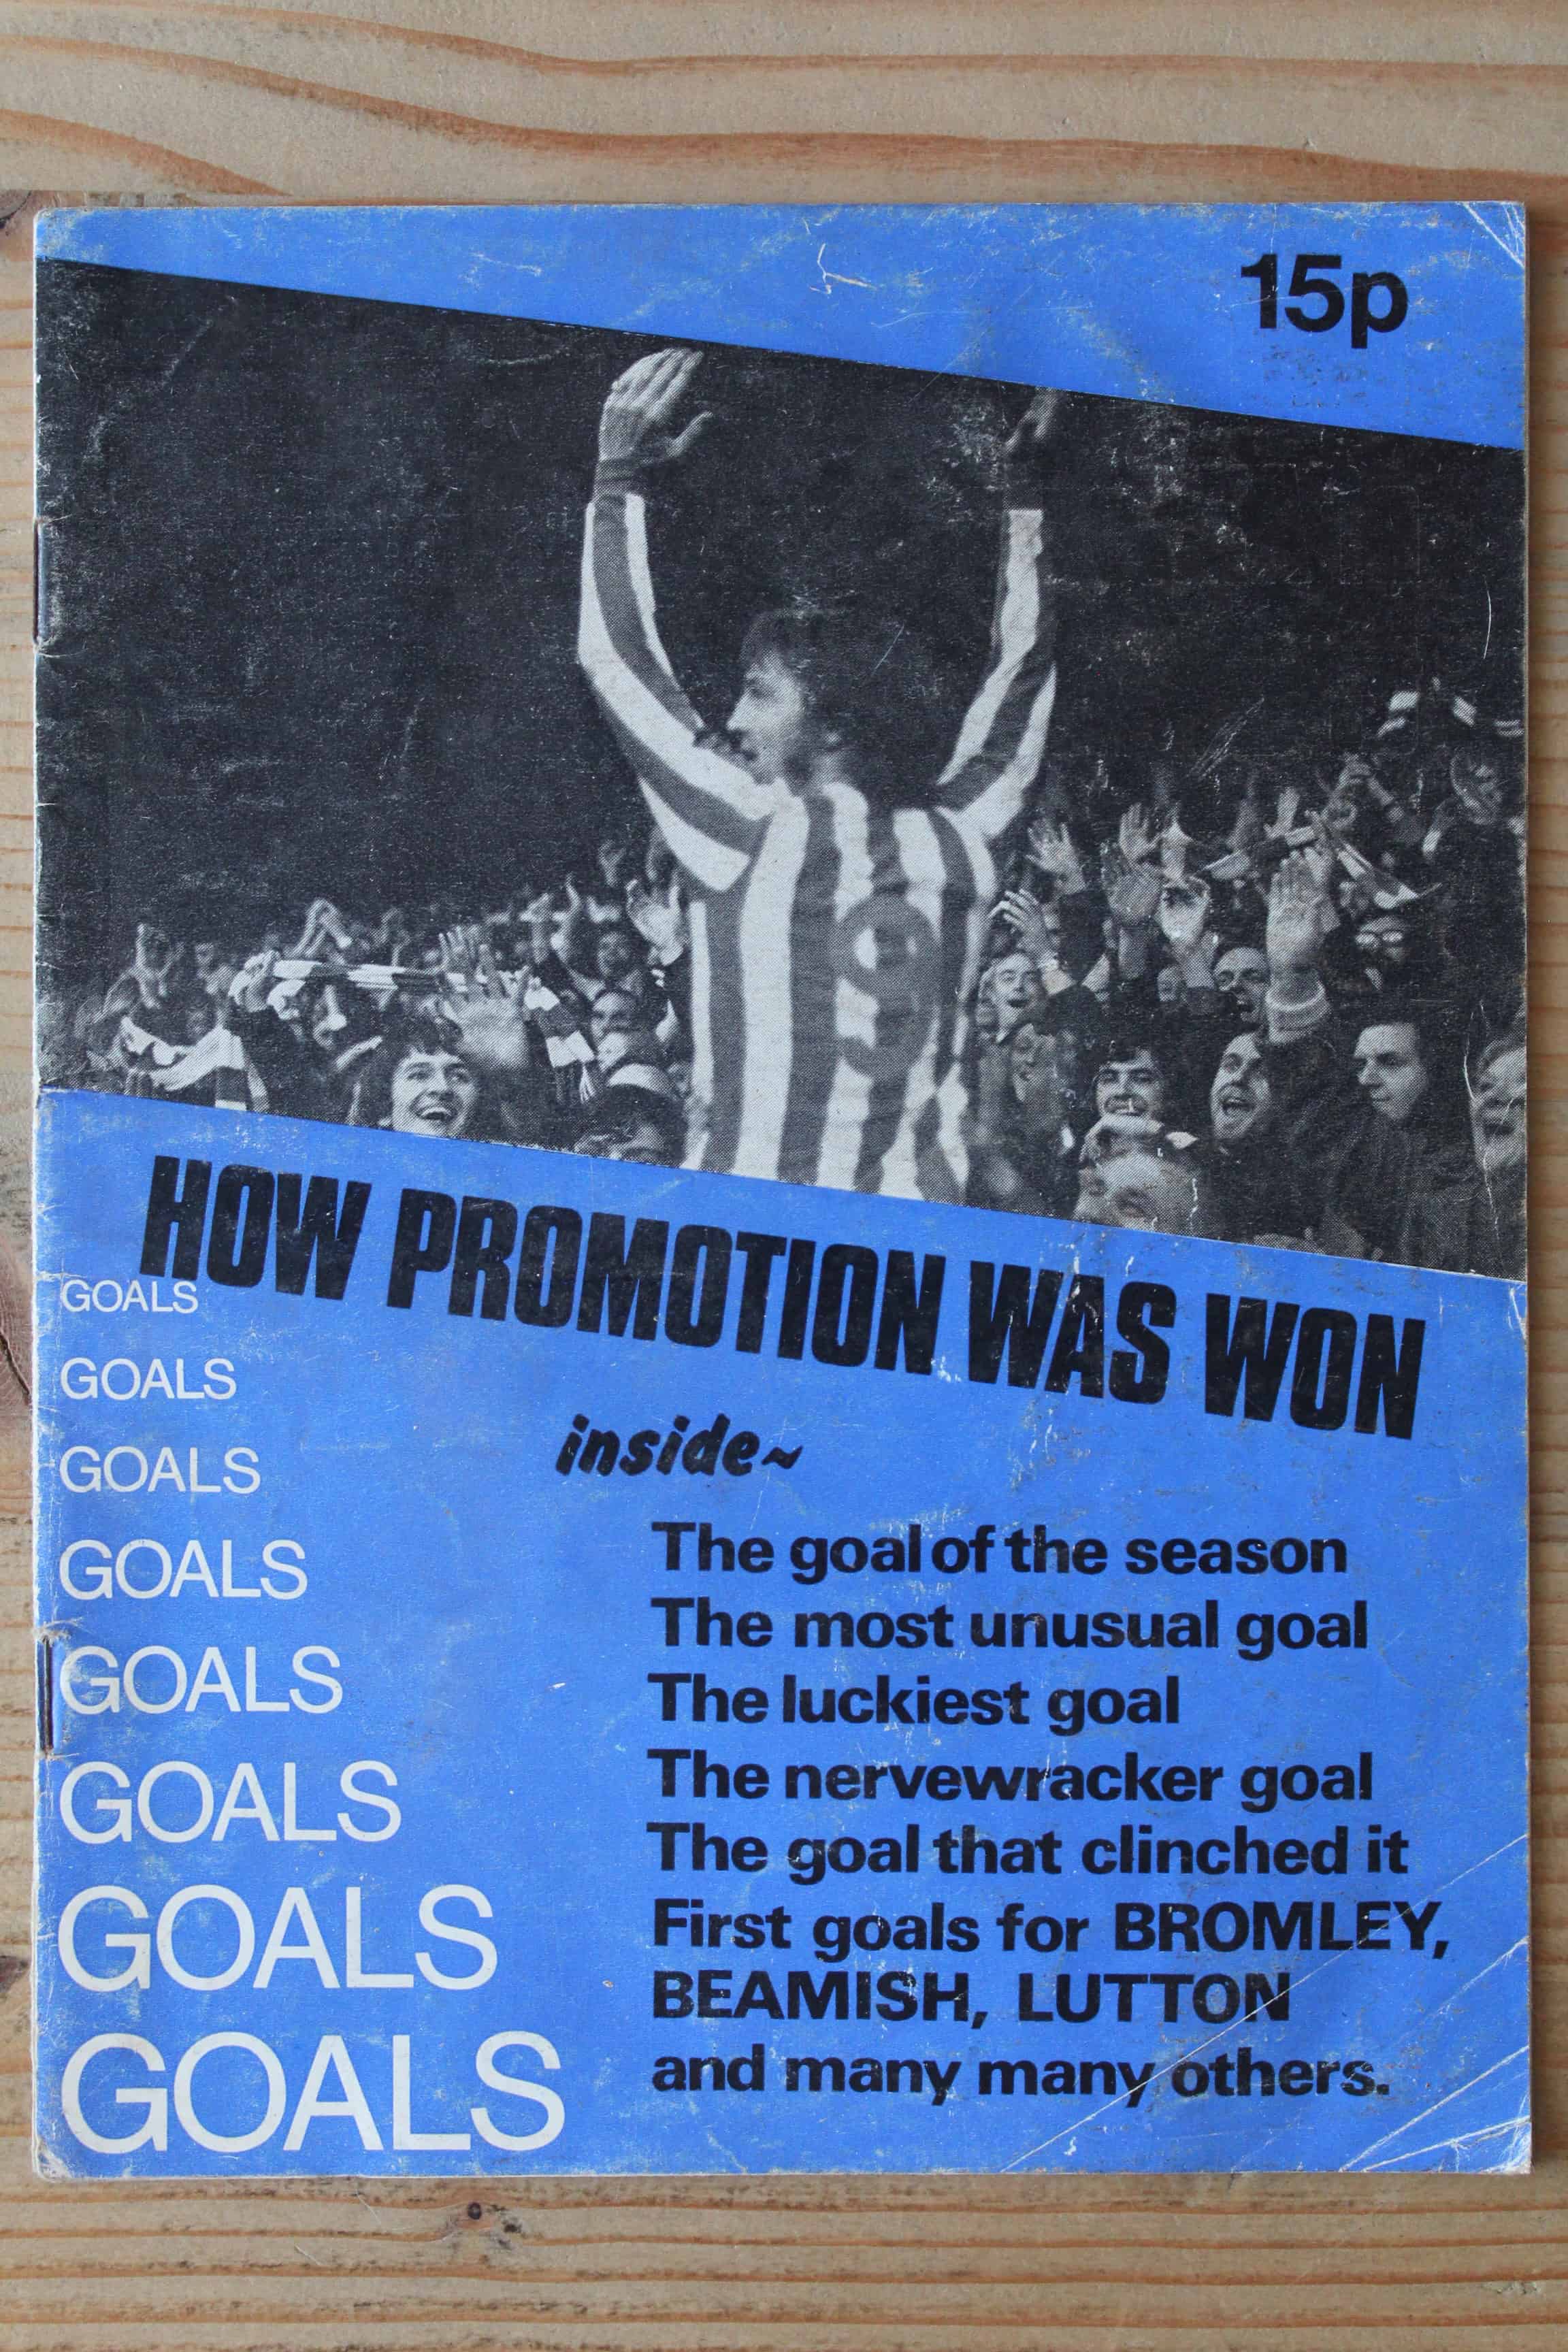 15p
9
HOW PROMOTION WAS WON
GOALS
GOALS
GOALS
GOALS
GOALS
GOALS
GOALS
GOALS
inside~
The goal of the season
The most unusual goal
The luckiest goal
The nervewracker goal
The goal that clinched it
First goals for BROMLEY,
BEAMISH, LUTTON
and many many others.